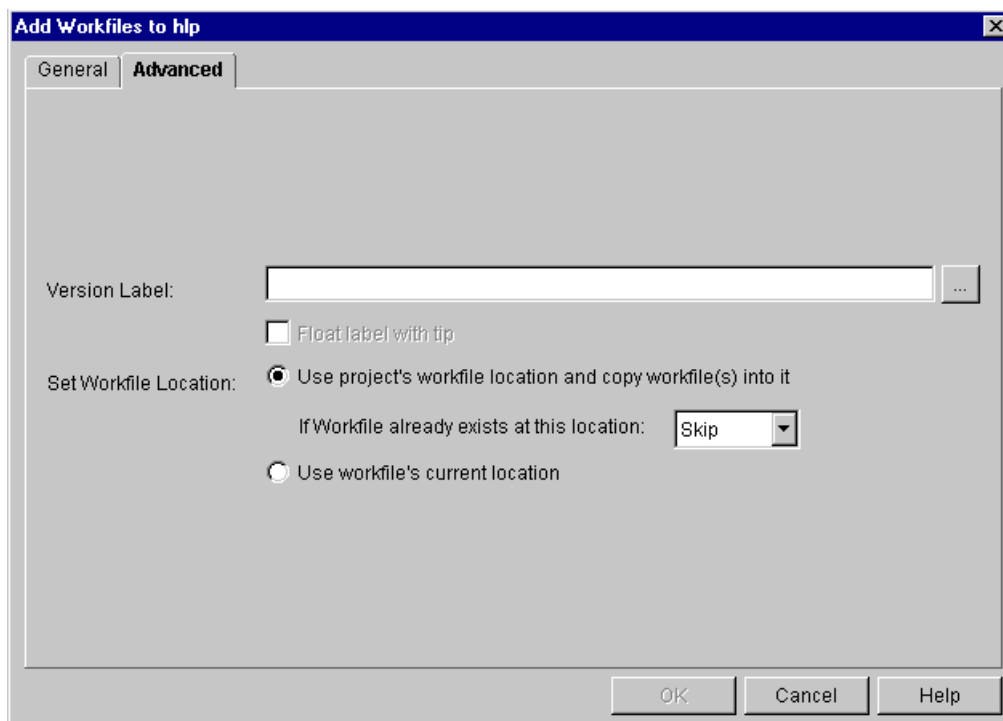 Add Workfiles to hlp
General Advanced
Version Label:
...
Float label with tip
Set Workfile Location:
Use project's workfile location and copy workfile(s) into it
If Workfile already exists at this location: Skip
Use workfile's current location
OK Cancel Help